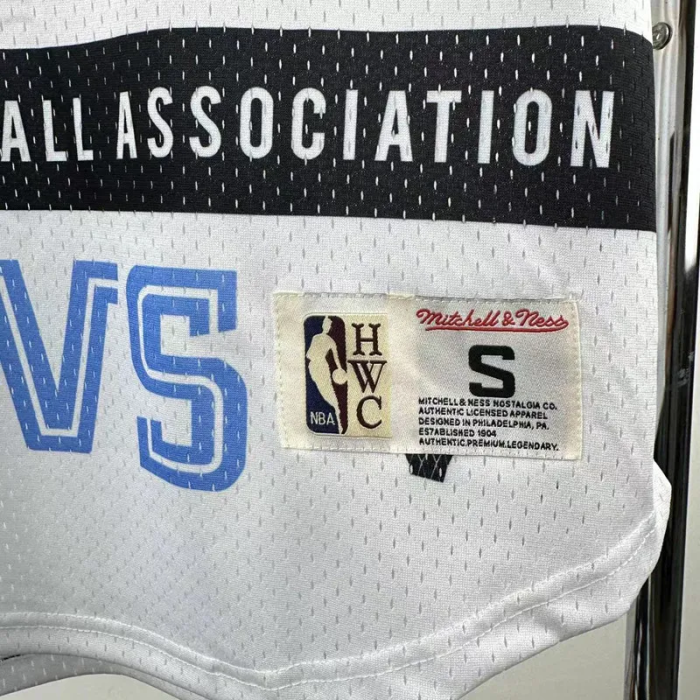 ALL ASSOCIATION
VS
NBA
HWC
Mitchell & Ness
S
MITCHELL & NESS NOSTALGIA CO.
AUTHENTIC LICENSED APPAREL
DESIGNED IN PHILADELPHIA, PA.
ESTABLISHED 1904
AUTHENTIC.PREMIUM.LEGENDARY.